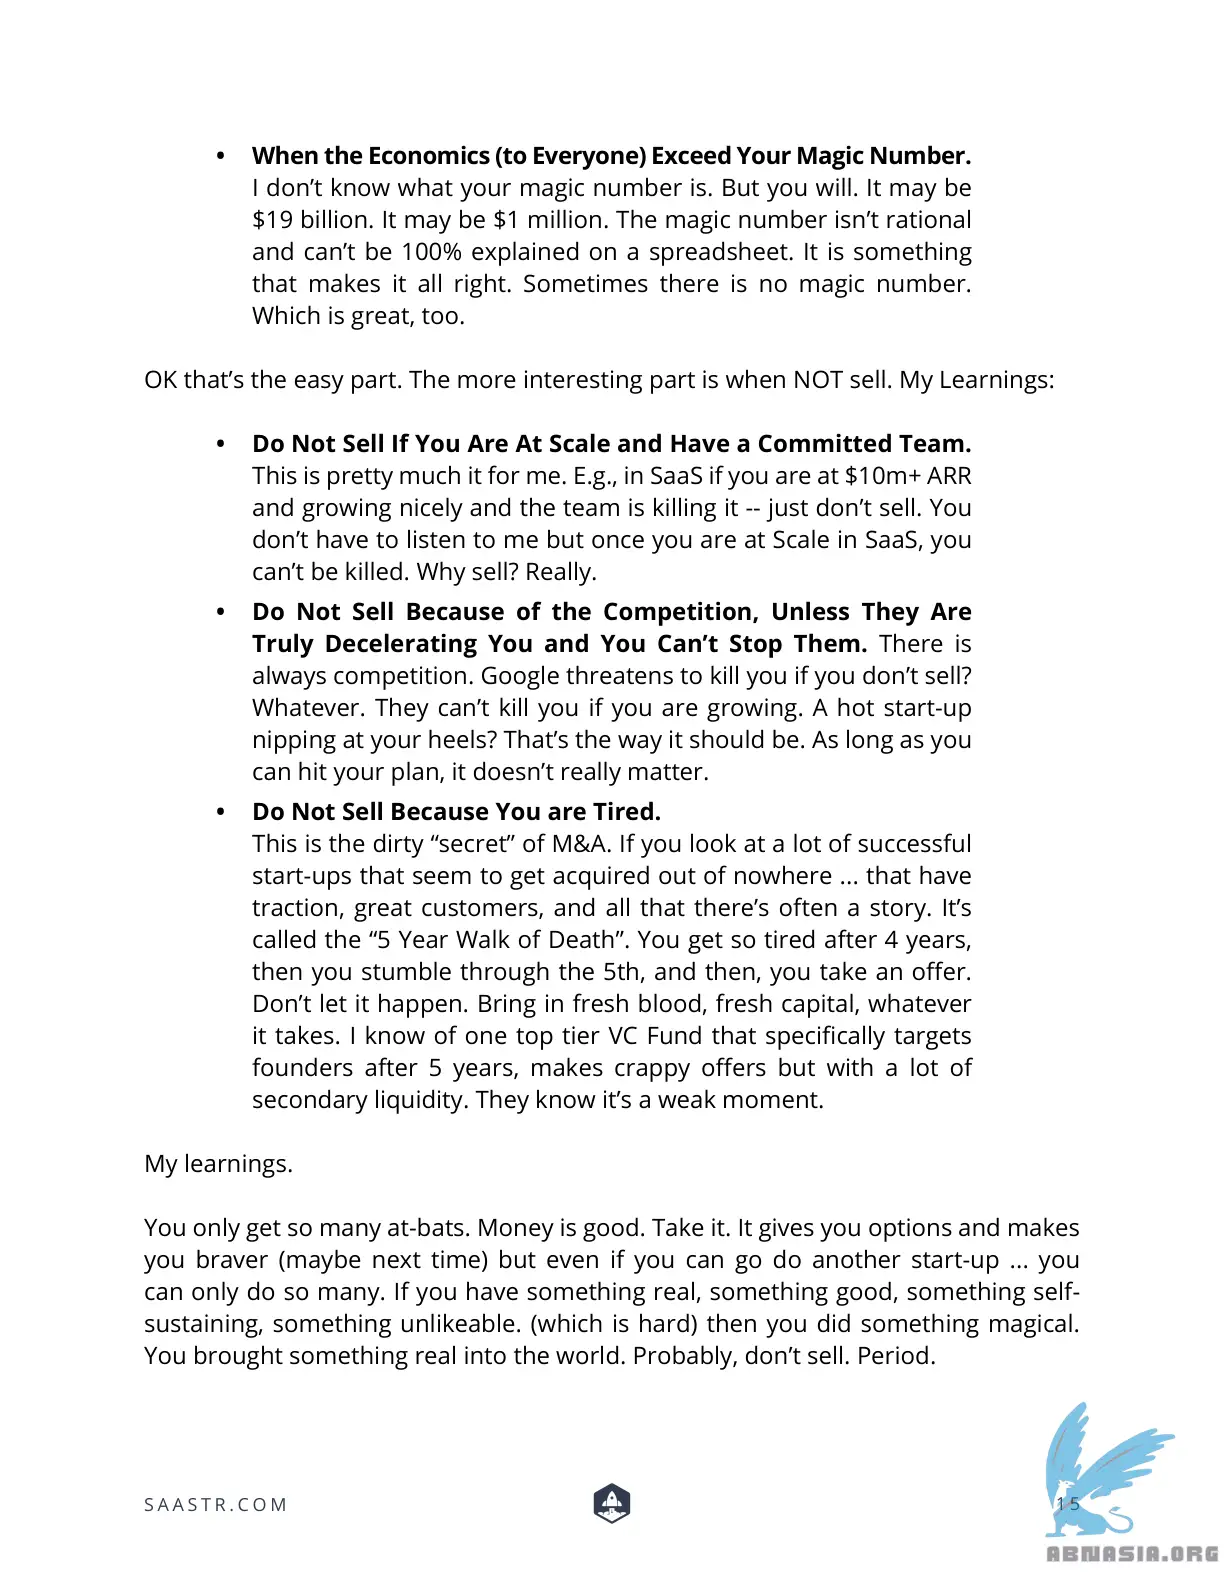 • When the Economics (to Everyone) Exceed Your Magic Number.
I don’t know what your magic number is. But you will. It may be
$19 billion. It may be $1 million. The magic number isn’t rational
and can’t be 100% explained on a spreadsheet. It is something
that makes it all right. Sometimes there is no magic number.
Which is great, too.
OK that’s the easy part. The more interesting part is when NOT sell. My Learnings:
• Do Not Sell If You Are At Scale and Have a Committed Team.
This is pretty much it for me. E.g., in SaaS if you are at $10m+ ARR
and growing nicely and the team is killing it -- just don’t sell. You
don’t have to listen to me but once you are at Scale in SaaS, you
can’t be killed. Why sell? Really.
• Do Not Sell Because of the Competition, Unless They Are
Truly Decelerating You and You Can’t Stop Them. There is
always competition. Google threatens to kill you if you don’t sell?
Whatever. They can’t kill you if you are growing. A hot start-up
nipping at your heels? That’s the way it should be. As long as you
can hit your plan, it doesn’t really matter.
• Do Not Sell Because You are Tired.
This is the dirty “secret” of M&A. If you look at a lot of successful
start-ups that seem to get acquired out of nowhere ... that have
traction, great customers, and all that there’s often a story. It’s
called the “5 Year Walk of Death”. You get so tired after 4 years,
then you stumble through the 5th, and then, you take an offer.
Don’t let it happen. Bring in fresh blood, fresh capital, whatever
it takes. I know of one top tier VC Fund that specifically targets
founders after 5 years, makes crappy offers but with a lot of
secondary liquidity. They know it’s a weak moment.
My learnings.
You only get so many at-bats. Money is good. Take it. It gives you options and makes
you braver (maybe next time) but even if you can go do another start-up ... you
can only do so many. If you have something real, something good, something self-
sustaining, something unlikeable. (which is hard) then you did something magical.
You brought something real into the world. Probably, don’t sell. Period.
SAASTR.COM
15
ABNASIA.ORG